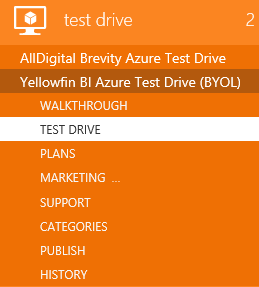 test drive 2
AllDigital Brevity Azure Test Drive
Yellowfin BI Azure Test Drive (BYOL)
WALKTHROUGH
TEST DRIVE
PLANS
MARKETING ...
SUPPORT
CATEGORIES
PUBLISH
HISTORY